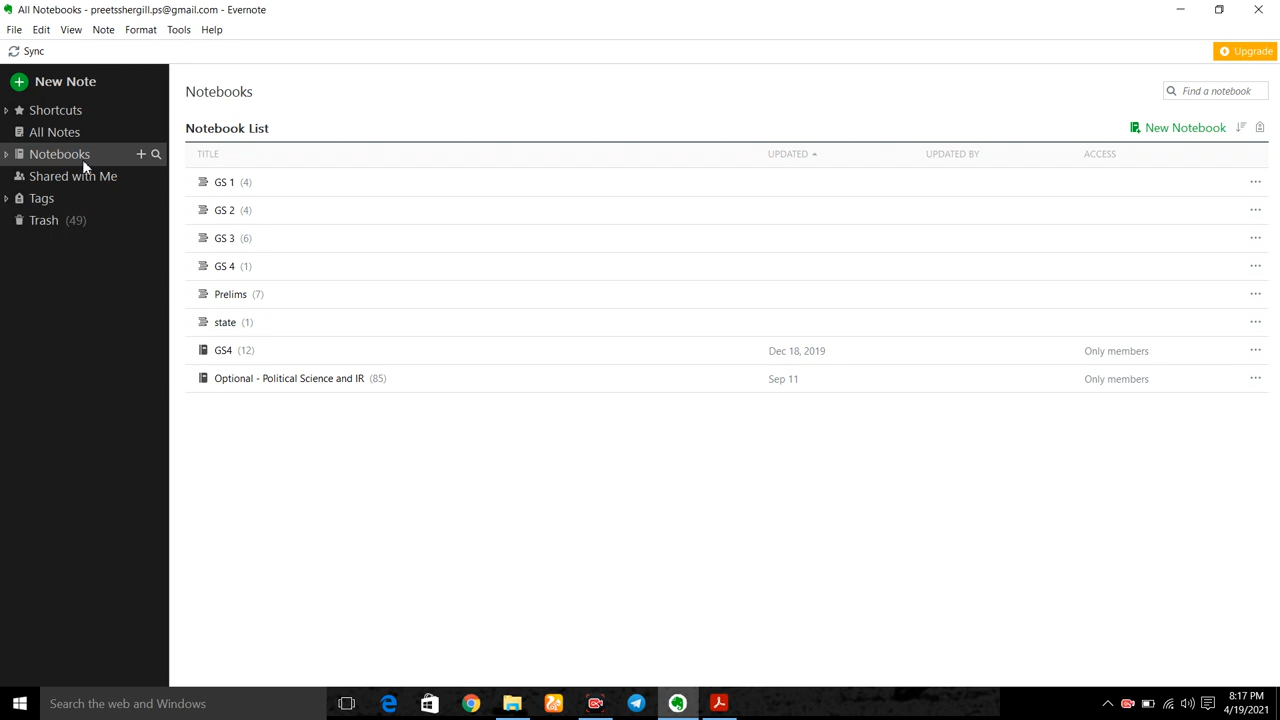 All Notebooks - preetsshergill.ps@gmail.com - Evernote
File Edit View Note Format Tools Help
Sync
Upgrade
New Note
Shortcuts
All Notes
Notebooks
Shared with Me
Tags
Trash (49)
Notebooks
Find a notebook
Notebook List
New Notebook
TITLE UPDATED UPDATED BY ACCESS
GS 1 (4)
GS 2 (4)
GS 3 (6)
GS 4 (1)
Prelims (7)
state (1)
GS4 (12) Dec 18, 2019 Only members
Optional - Political Science and IR (85) Sep 11 Only members
Search the web and Windows
8:17 PM
4/19/2021